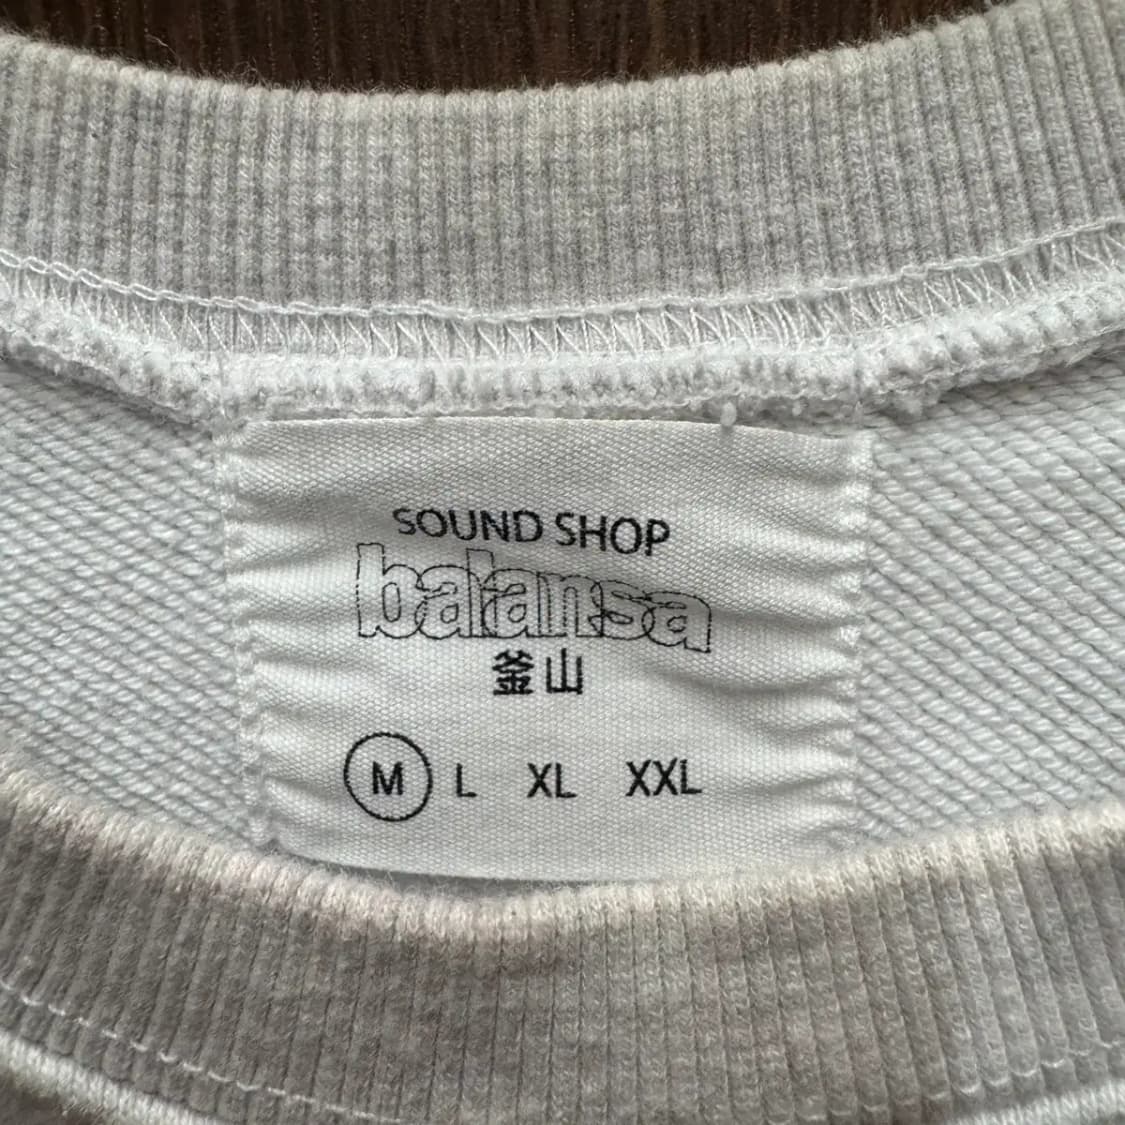 SOUND SHOP
balansa
釜山
M L XL XXL